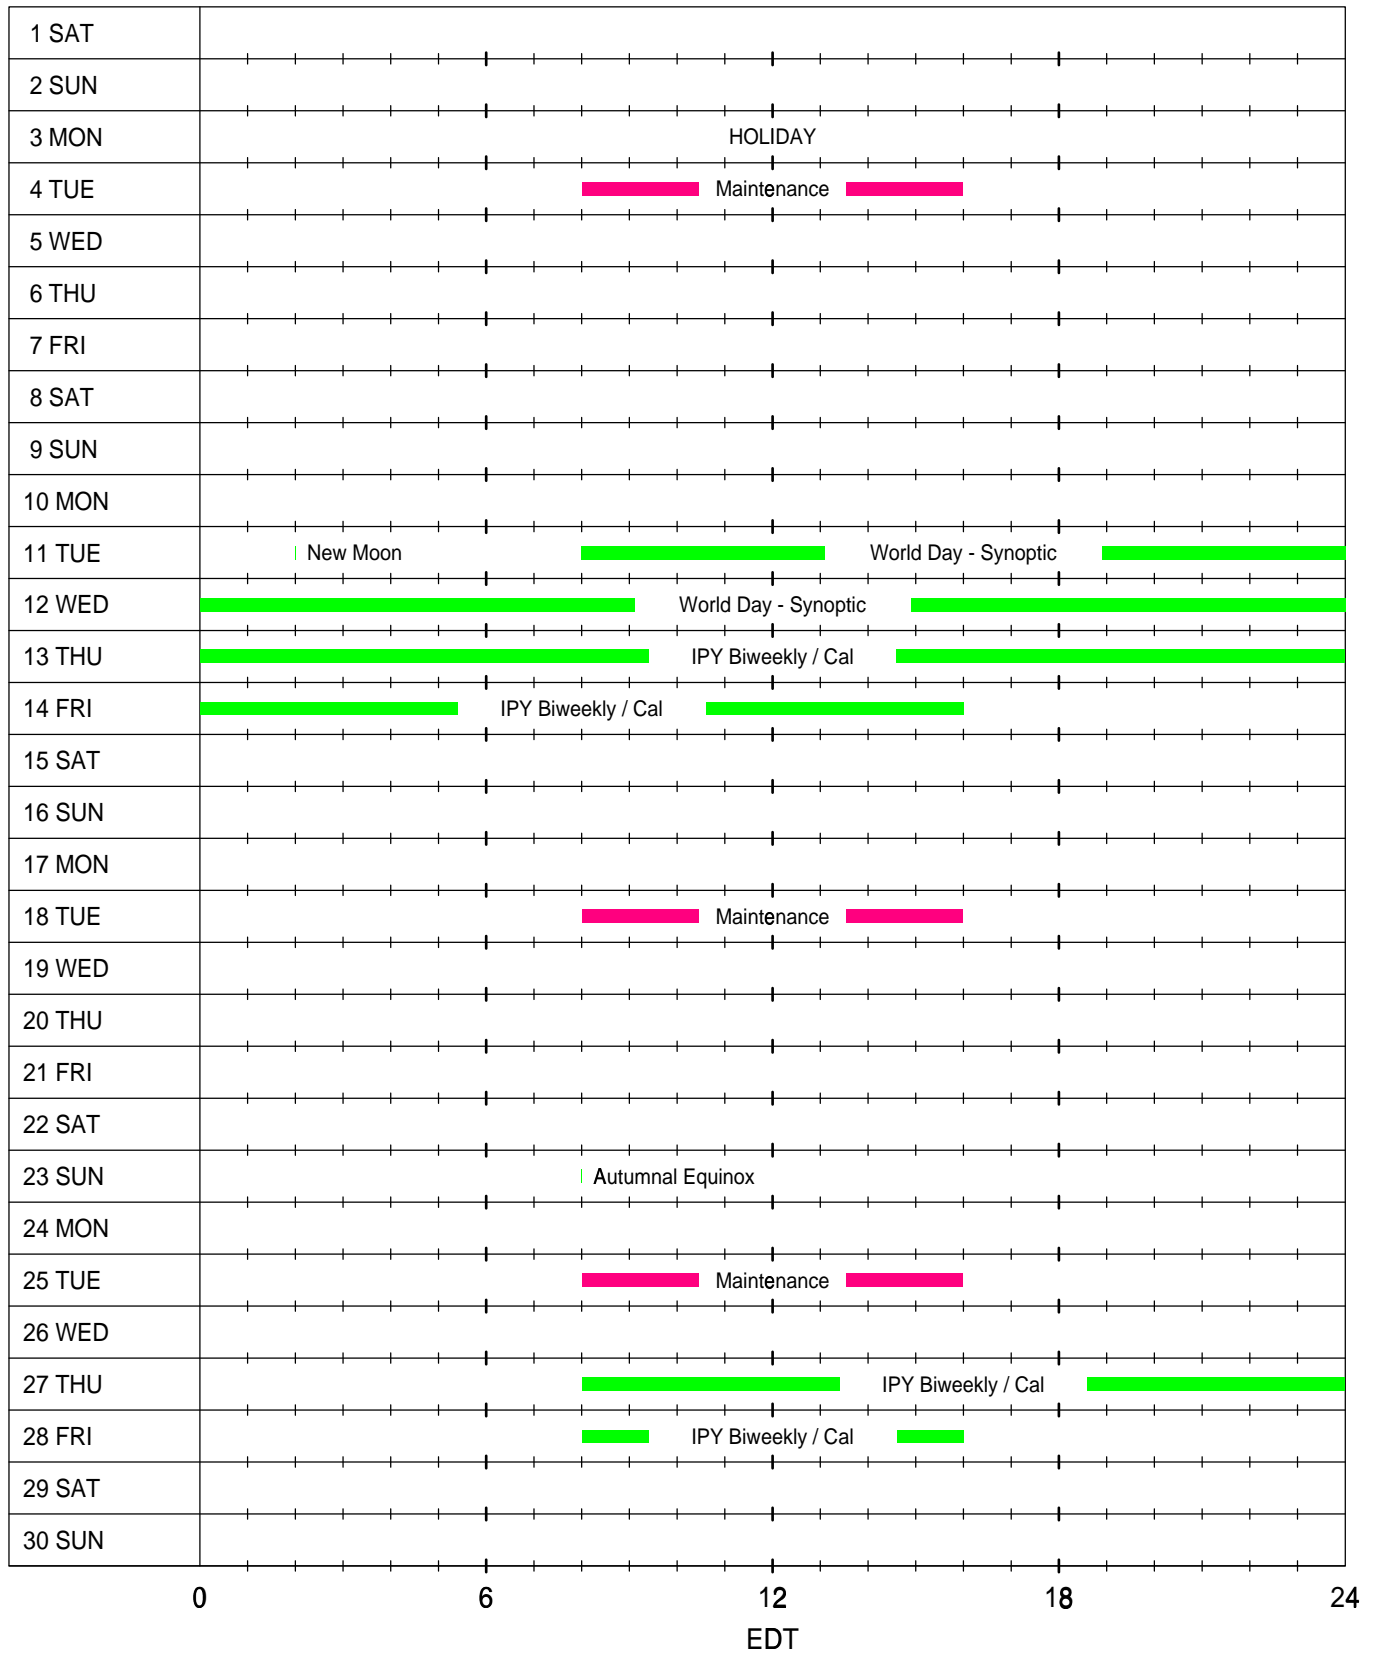 1 SAT
2 SUN
3 MON HOLIDAY
4 TUE Maintenance
5 WED
6 THU
7 FRI
8 SAT
9 SUN
10 MON
11 TUE New Moon World Day - Synoptic
12 WED World Day - Synoptic
13 THU IPY Biweekly / Cal
14 FRI IPY Biweekly / Cal
15 SAT
16 SUN
17 MON
18 TUE Maintenance
19 WED
20 THU
21 FRI
22 SAT
23 SUN Autumnal Equinox
24 MON
25 TUE Maintenance
26 WED
27 THU IPY Biweekly / Cal
28 FRI IPY Biweekly / Cal
29 SAT
30 SUN
0 6 12 18 24
EDT